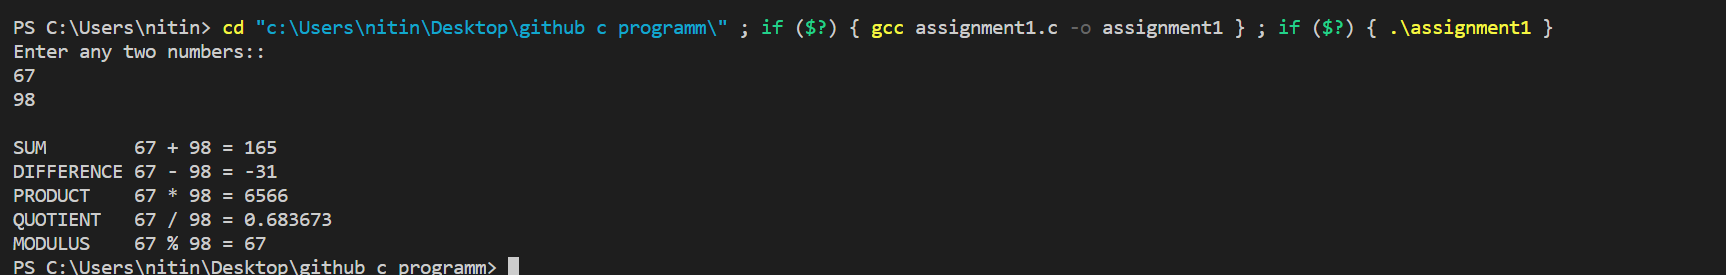 PS C:\Users\nitin> cd "c:\Users\nitin\Desktop\github c programm\" ; if ($?) { gcc assignment1.c -o assignment1 } ; if ($?) { .\assignment1 }
Enter any two numbers::
67
98
SUM        67 + 98 = 165
DIFFERENCE 67 - 98 = -31
PRODUCT    67 * 98 = 6566
QUOTIENT   67 / 98 = 0.683673
MODULUS    67 % 98 = 67
PS C:\Users\nitin\Desktop\github c programm>